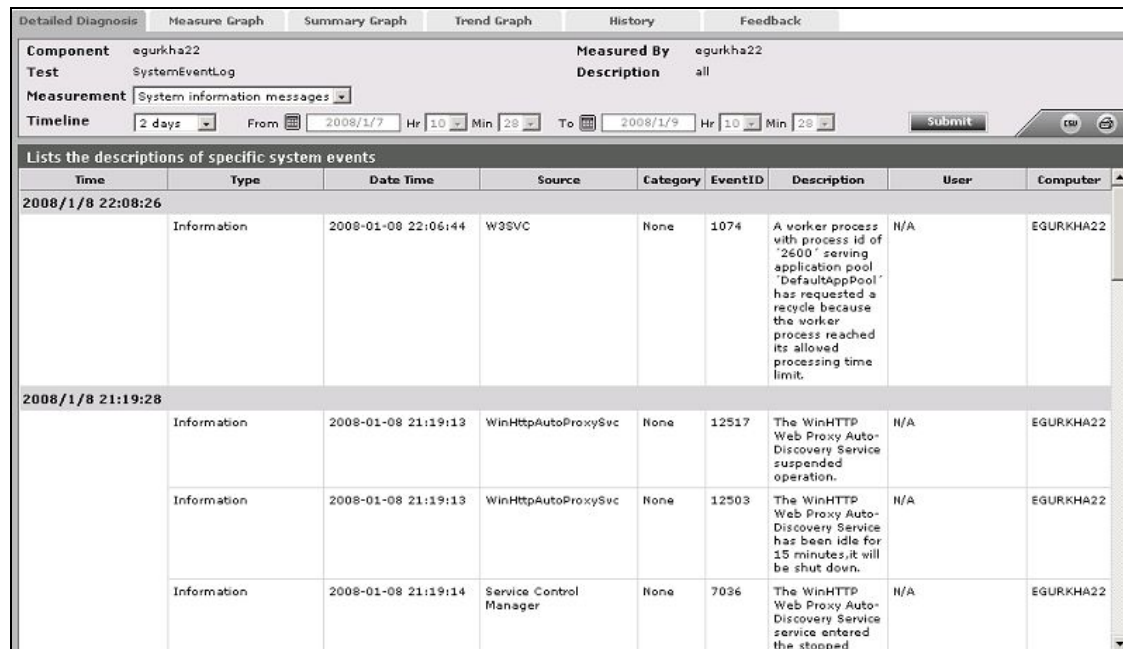 Detailed Diagnosis Measure Graph Summary Graph Trend Graph History Feedback
Component egurkha22 Measured By egurkha22
Test SystemEventLog Description all
Measurement System information messages
Timeline 2 days From 2008/1/7 Hr 10 Min 28 To 2008/1/9 Hr 10 Min 28 Submit CSV
Lists the descriptions of specific system events
Time Type Date Time Source Category EventID Description User Computer
2008/1/8 22:08:26
Information 2008-01-08 22:06:44 W3SVC None 1074 A worker process N/A EGURKHA22
with process id of
´2600´ serving
application pool
´DefaultAppPool´
has requested a
recycle because
the worker
process reached
its allowed
processing time
limit.
2008/1/8 21:19:28
Information 2008-01-08 21:19:13 WinHttpAutoProxySvc None 12517 The WinHTTP N/A EGURKHA22
Web Proxy Auto-
Discovery Service
suspended
operation.
Information 2008-01-08 21:19:13 WinHttpAutoProxySvc None 12503 The WinHTTP N/A EGURKHA22
Web Proxy Auto-
Discovery Service
has been idle for
15 minutes,it will
be shut down.
Information 2008-01-08 21:19:14 Service Control None 7036 The WinHTTP N/A EGURKHA22
Manager Web Proxy Auto-
Discovery Service
service entered
the stopped